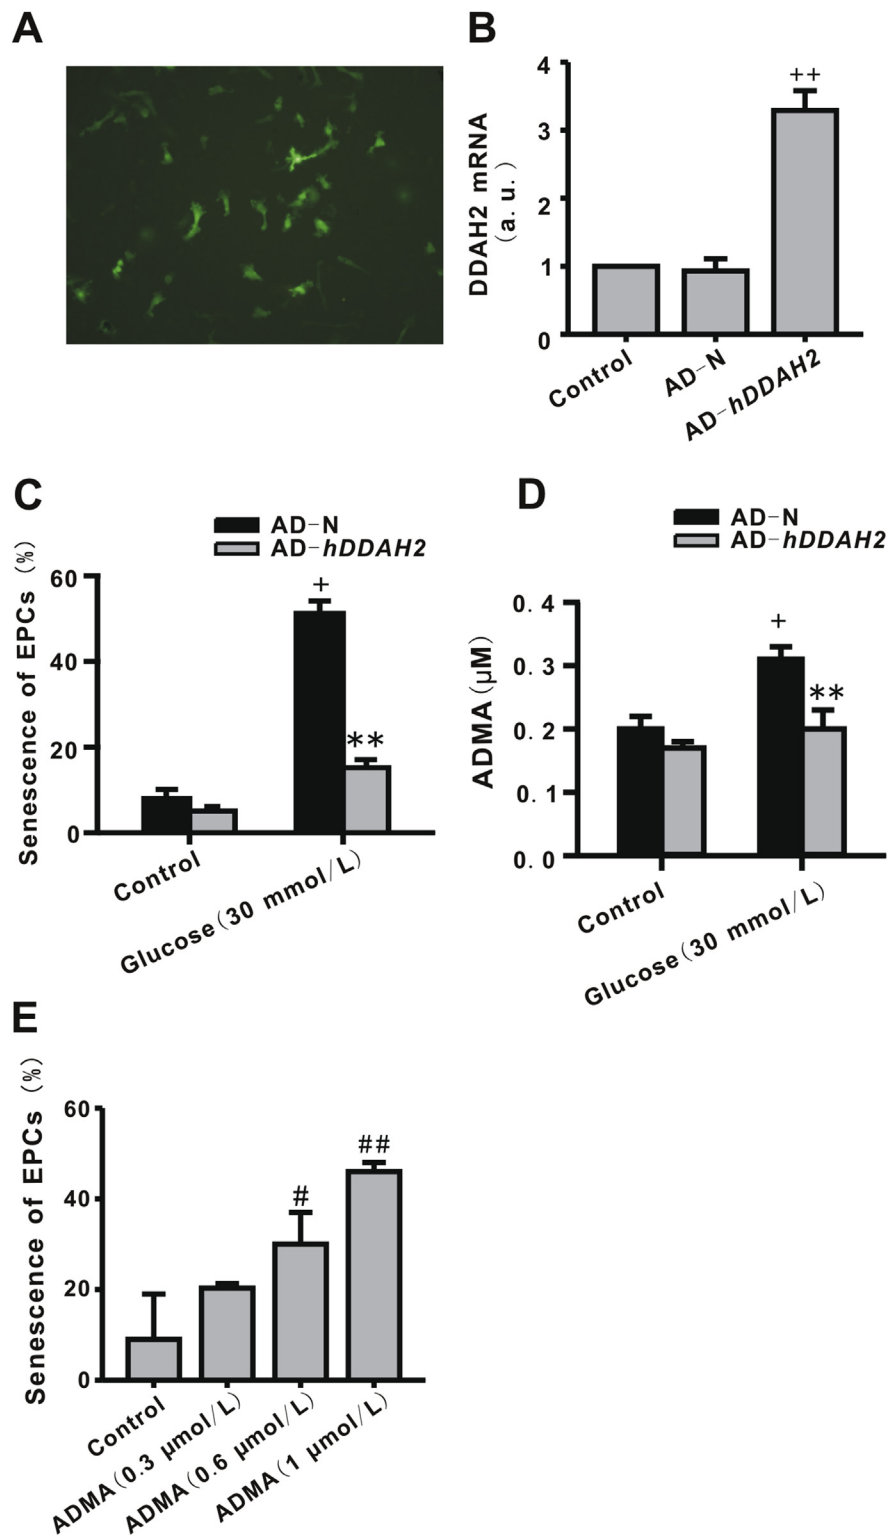 A
B
DDAH2 mRNA
(a. u.)
4
3
2
1
0
++
Control
AD-N
AD-hDDAH2
C
AD-N
AD-hDDAH2
Senescence of EPCs (%)
60
40
20
0
+
**
Control
Glucose(30 mmol/L)
D
AD-N
AD-hDDAH2
ADMA(μM)
0.4
0.3
0.2
0.1
0.0
+
**
Control
Glucose(30 mmol/L)
E
Senescence of EPCs (%)
60
40
20
0
#
##
Control
ADMA(0.3 μmol/L)
ADMA(0.6 μmol/L)
ADMA(1 μmol/L)